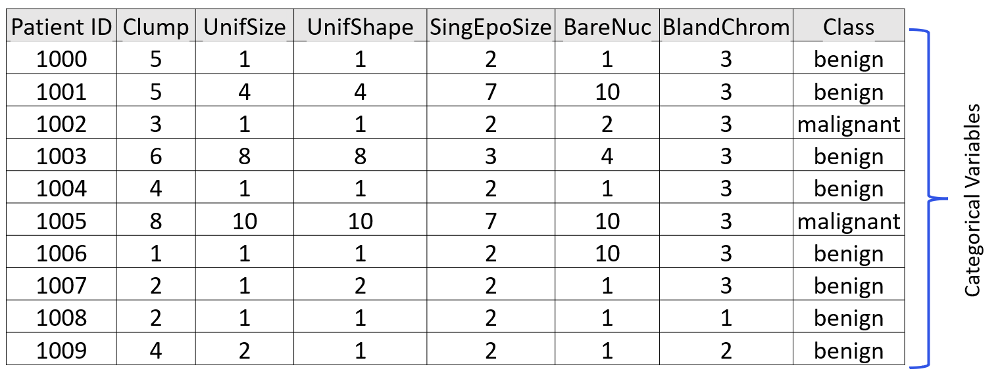 Patient ID Clump UnifSize UnifShape SingEpoSize BareNuc BlandChrom Class
1000 5 1 1 2 1 3 benign
1001 5 4 4 7 10 3 benign
1002 3 1 1 2 2 3 malignant
1003 6 8 8 3 4 3 benign
1004 4 1 1 2 1 3 benign
1005 8 10 10 7 10 3 malignant
1006 1 1 1 2 10 3 benign
1007 2 1 2 2 1 3 benign
1008 2 1 1 2 1 1 benign
1009 4 2 1 2 1 2 benign
Categorical Variables